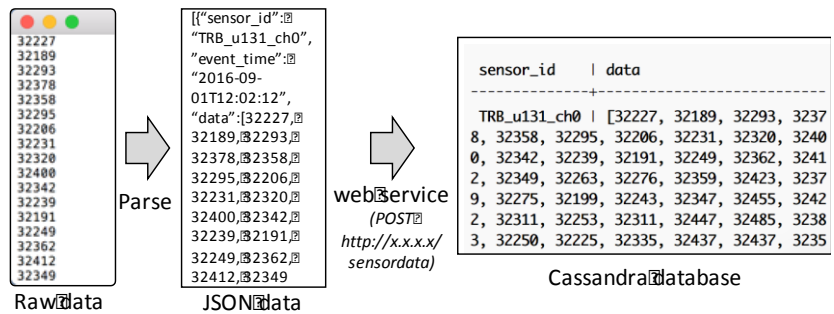 32227
32189
32293
32378
32358
32295
32206
32231
32320
32400
32342
32239
32191
32249
32362
32412
32349
Raw data
Parse
[{“sensor_id”:
“TRB_u131_ch0”,
”event_time”:
“2016-09-
01T12:02:12”,
“data”:[32227,
32189,32293,
32378,32358,
32295,32206,
32231,32320,
32400,32342,
32239,32191,
32249,32362,
32412,32349
JSON data
web service
(POST
http://x.x.x.x/
sensordata)
sensor_id | data
---------------+----------------------------
TRB_u131_ch0 | [32227, 32189, 32293, 3237
8, 32358, 32295, 32206, 32231, 32320, 3240
0, 32342, 32239, 32191, 32249, 32362, 3241
2, 32349, 32263, 32276, 32359, 32423, 3237
9, 32275, 32199, 32243, 32347, 32455, 3242
2, 32311, 32253, 32311, 32447, 32485, 3238
3, 32250, 32225, 32335, 32437, 32437, 3235
Cassandra database